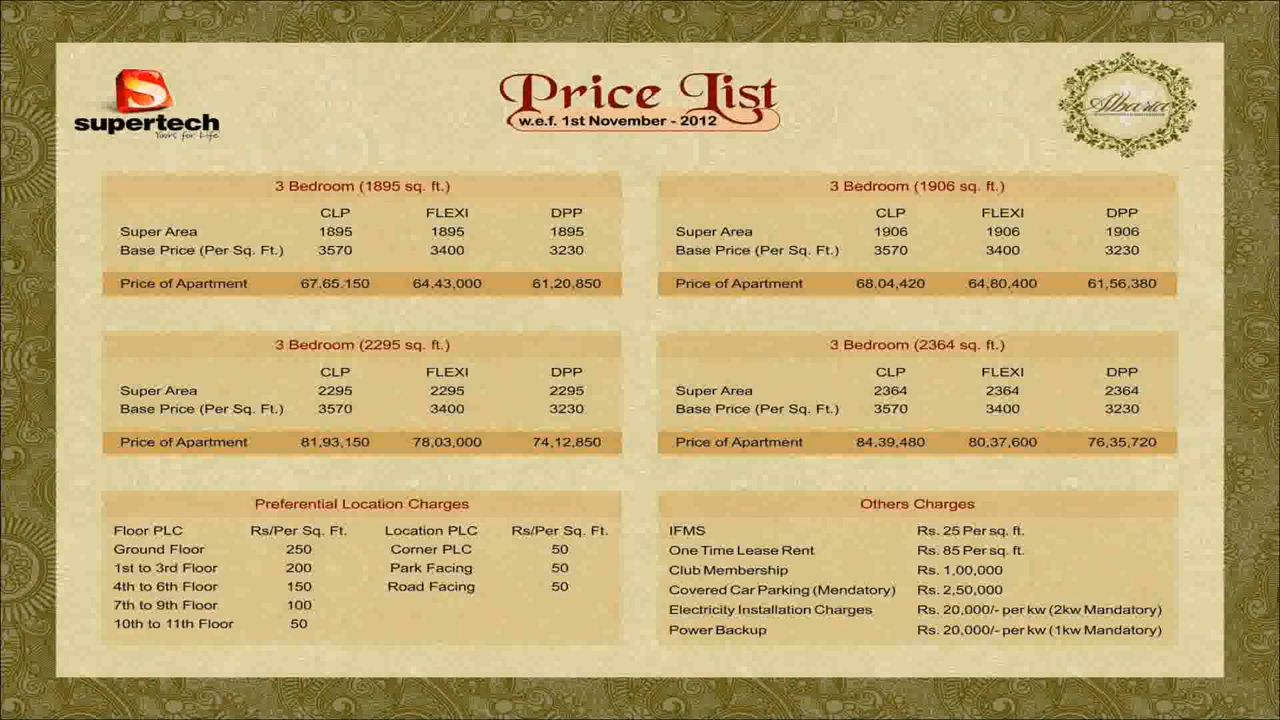 S
supertech
Yours for Life
Price List
w.e.f. 1st November - 2012
Albaria
3 Bedroom (1895 sq. ft.)
CLP FLEXI DPP
Super Area 1895 1895 1895
Base Price (Per Sq. Ft.) 3570 3400 3230
Price of Apartment 67.65.150 64.43,000 61,20,850
3 Bedroom (1906 sq. ft.)
CLP FLEXI DPP
Super Area 1906 1906 1906
Base Price (Per Sq. Ft.) 3570 3400 3230
Price of Apartment 68.04,420 64,80,400 61,56,380
3 Bedroom (2295 sq. ft.)
CLP FLEXI DPP
Super Area 2295 2295 2295
Base Price (Per Sq. Ft.) 3570 3400 3230
Price of Apartment 81,93,150 78,03,000 74,12,850
3 Bedroom (2364 sq. ft.)
CLP FLEXI DPP
Super Area 2364 2364 2364
Base Price (Per Sq. Ft.) 3570 3400 3230
Price of Apartment 84,39,480 80,37,600 76,35,720
Preferential Location Charges
Floor PLC Rs/Per Sq. Ft. Location PLC Rs/Per Sq. Ft.
Ground Floor 250 Corner PLC 50
1st to 3rd Floor 200 Park Facing 50
4th to 6th Floor 150 Road Facing 50
7th to 9th Floor 100
10th to 11th Floor 50
Others Charges
IFMS Rs. 25 Per sq. ft.
One Time Lease Rent Rs. 85 Per sq. ft.
Club Membership Rs. 1,00,000
Covered Car Parking (Mandatory) Rs. 2,50,000
Electricity Installation Charges Rs. 20,000/- per kw (2kw Mandatory)
Power Backup Rs. 20,000/- per kw (1kw Mandatory)